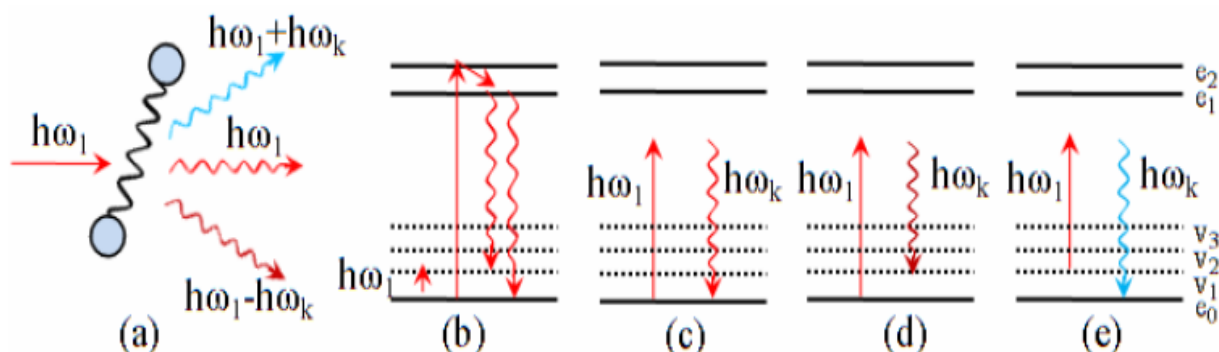 hω₁+hωₖ
hω₁
hω₁
hω₁-hωₖ
(a)
hω₁
(b)
hω₁
hωₖ
(c)
hω₁
hωₖ
(d)
hω₁
hωₖ
e₂
e₁
v₃
v₂
v₁
e₀
(e)